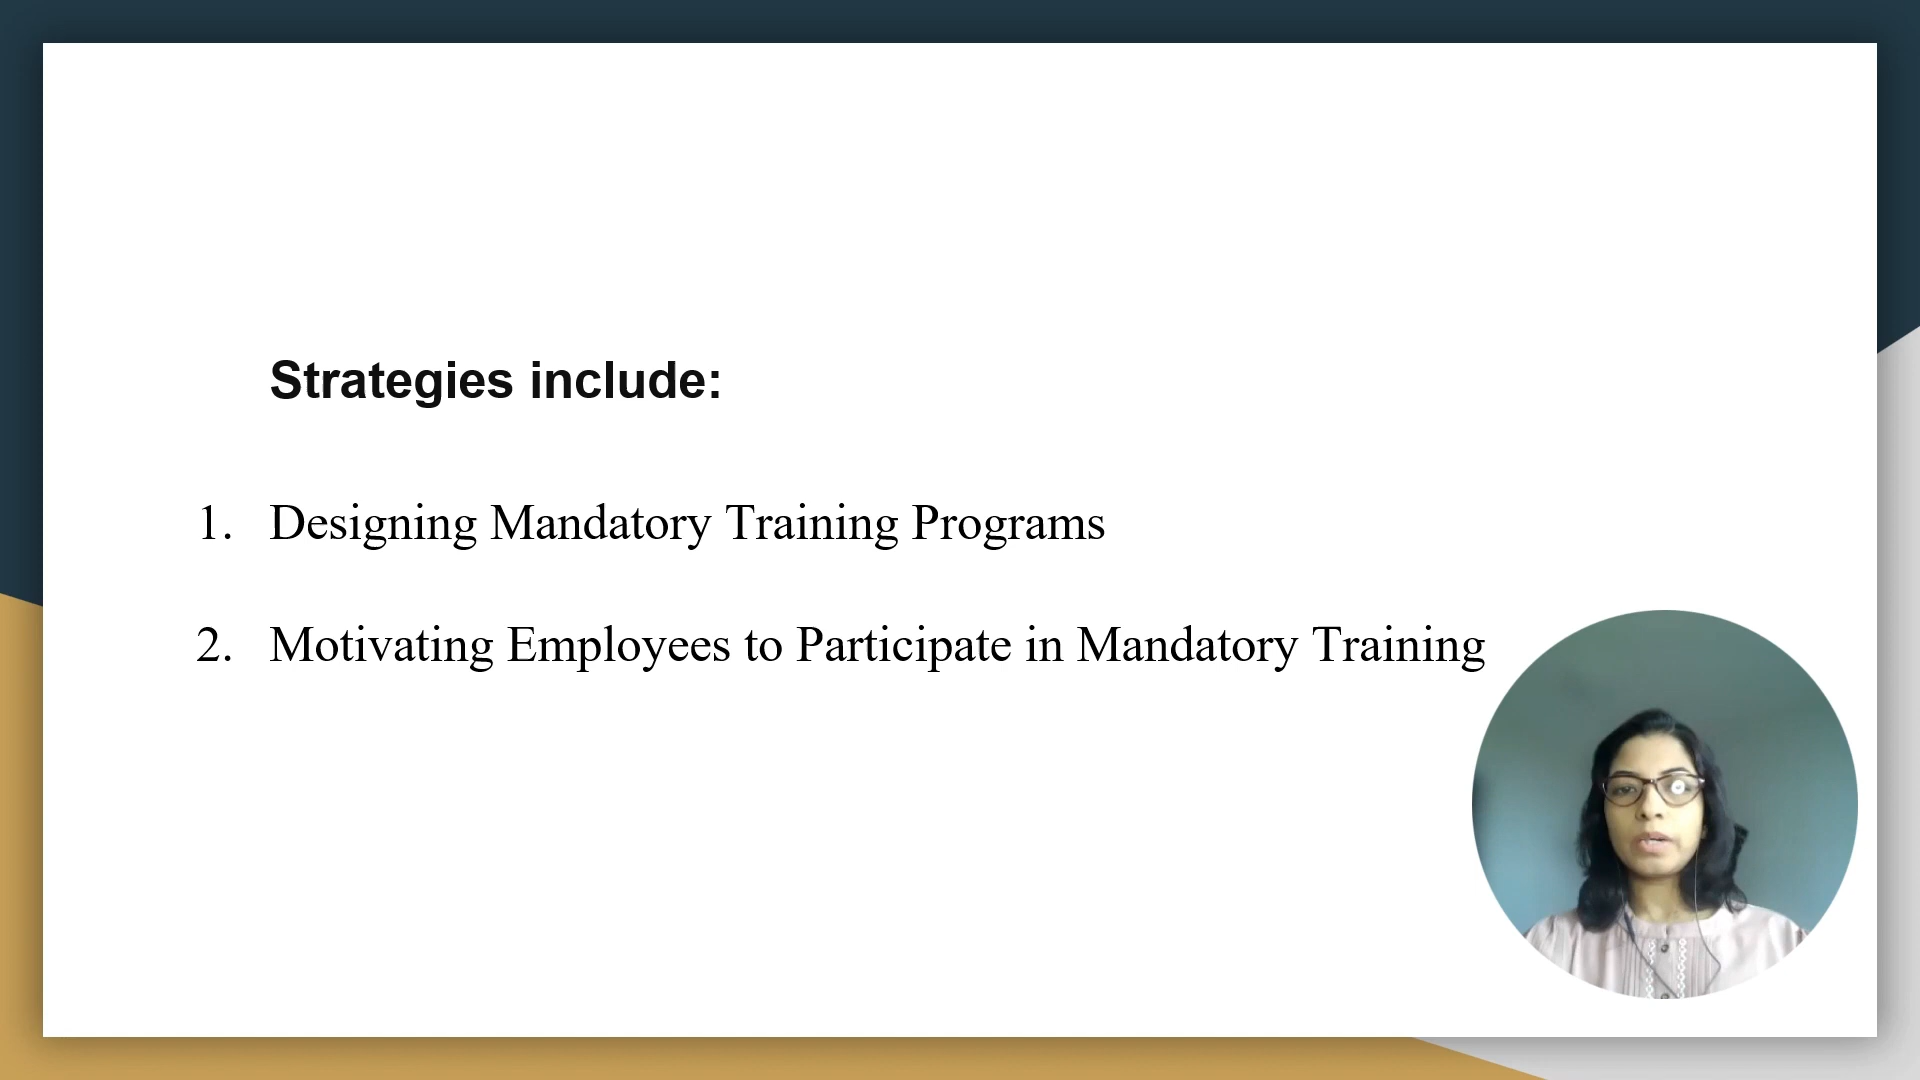 Strategies include:
1. Designing Mandatory Training Programs
2. Motivating Employees to Participate in Mandatory Training